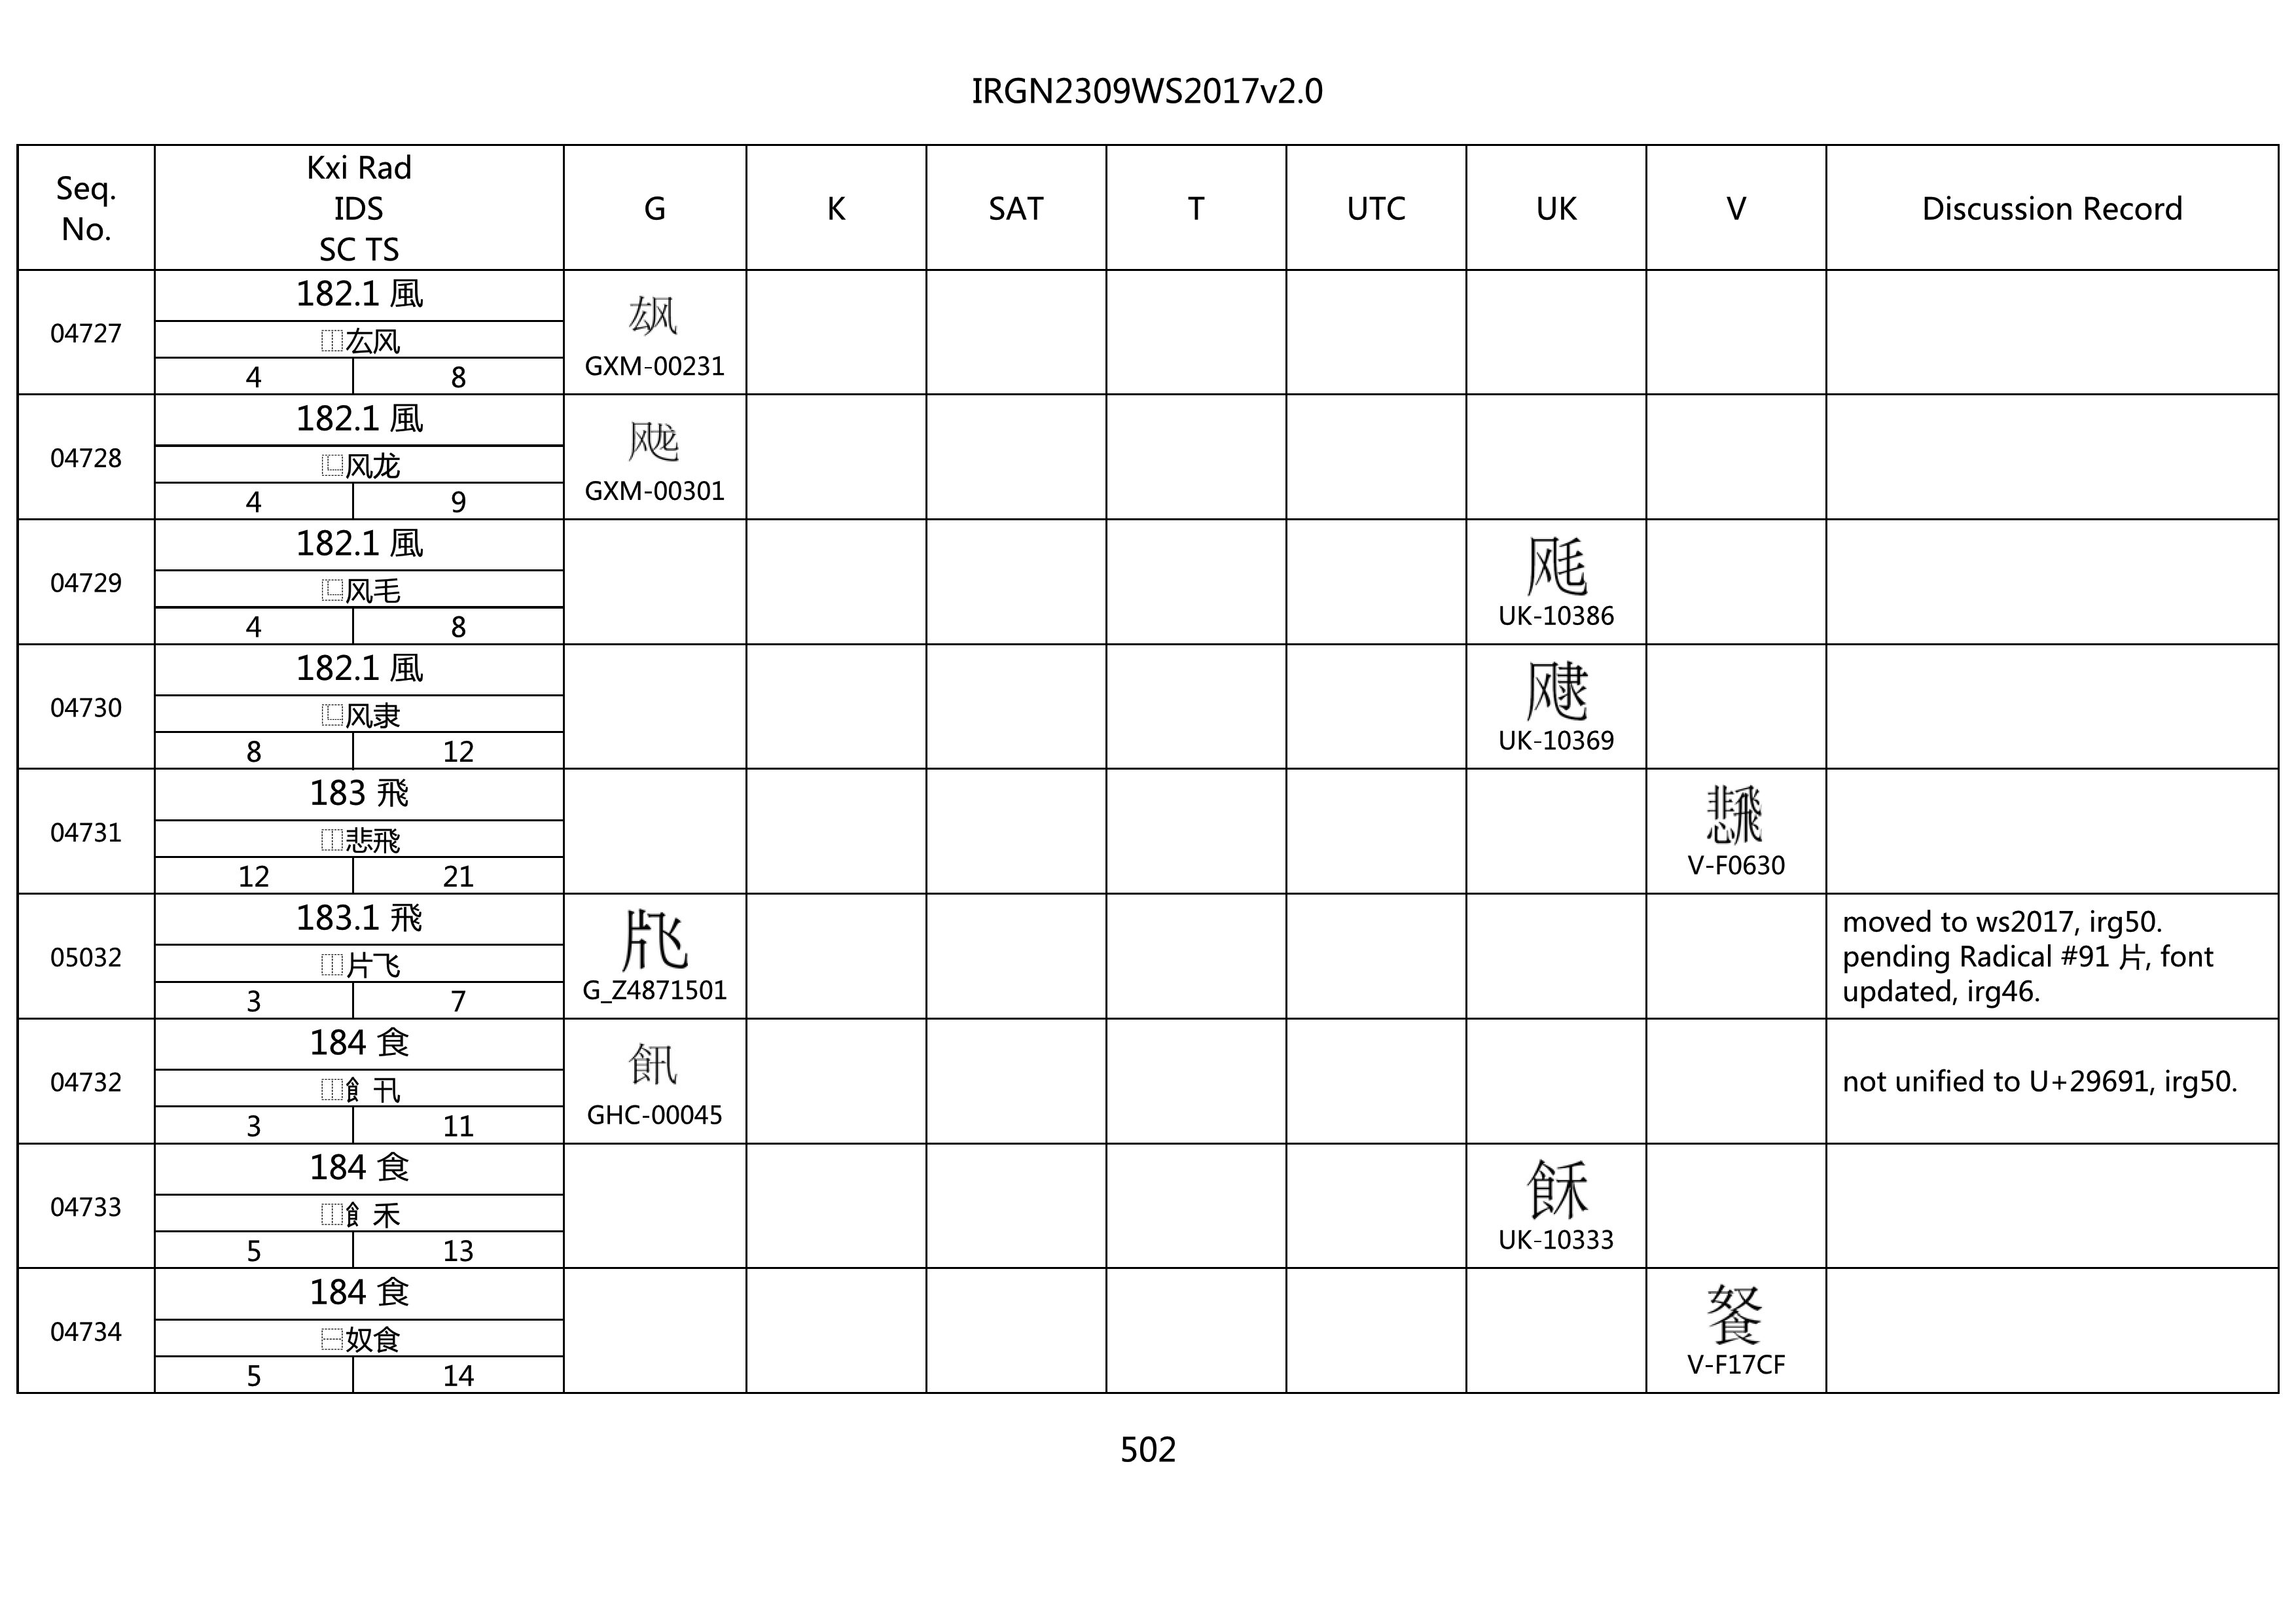 IRGN2309WS2017v2.0
Seq. No. Kxi Rad IDS SC TS G K SAT T UTC UK V Discussion Record
04727
182.1 風
⿰厷风
4 8
GXM-00231
04728
182.1 風
⿺风龙
4 9
GXM-00301
04729
182.1 風
⿺风毛
4 8
UK-10386
04730
182.1 風
⿺风隶
8 12
UK-10369
04731
183 飛
⿰悲飛
12 21
V-F0630
05032
183.1 飛
⿰片飞
3 7
G_Z4871501
moved to ws2017, irg50.
pending Radical #91 片, font
updated, irg46.
04732
184 食
⿰飠卂
3 11
GHC-00045
not unified to U+29691, irg50.
04733
184 食
⿰飠禾
5 13
UK-10333
04734
184 食
⿱奴食
5 14
V-F17CF
502